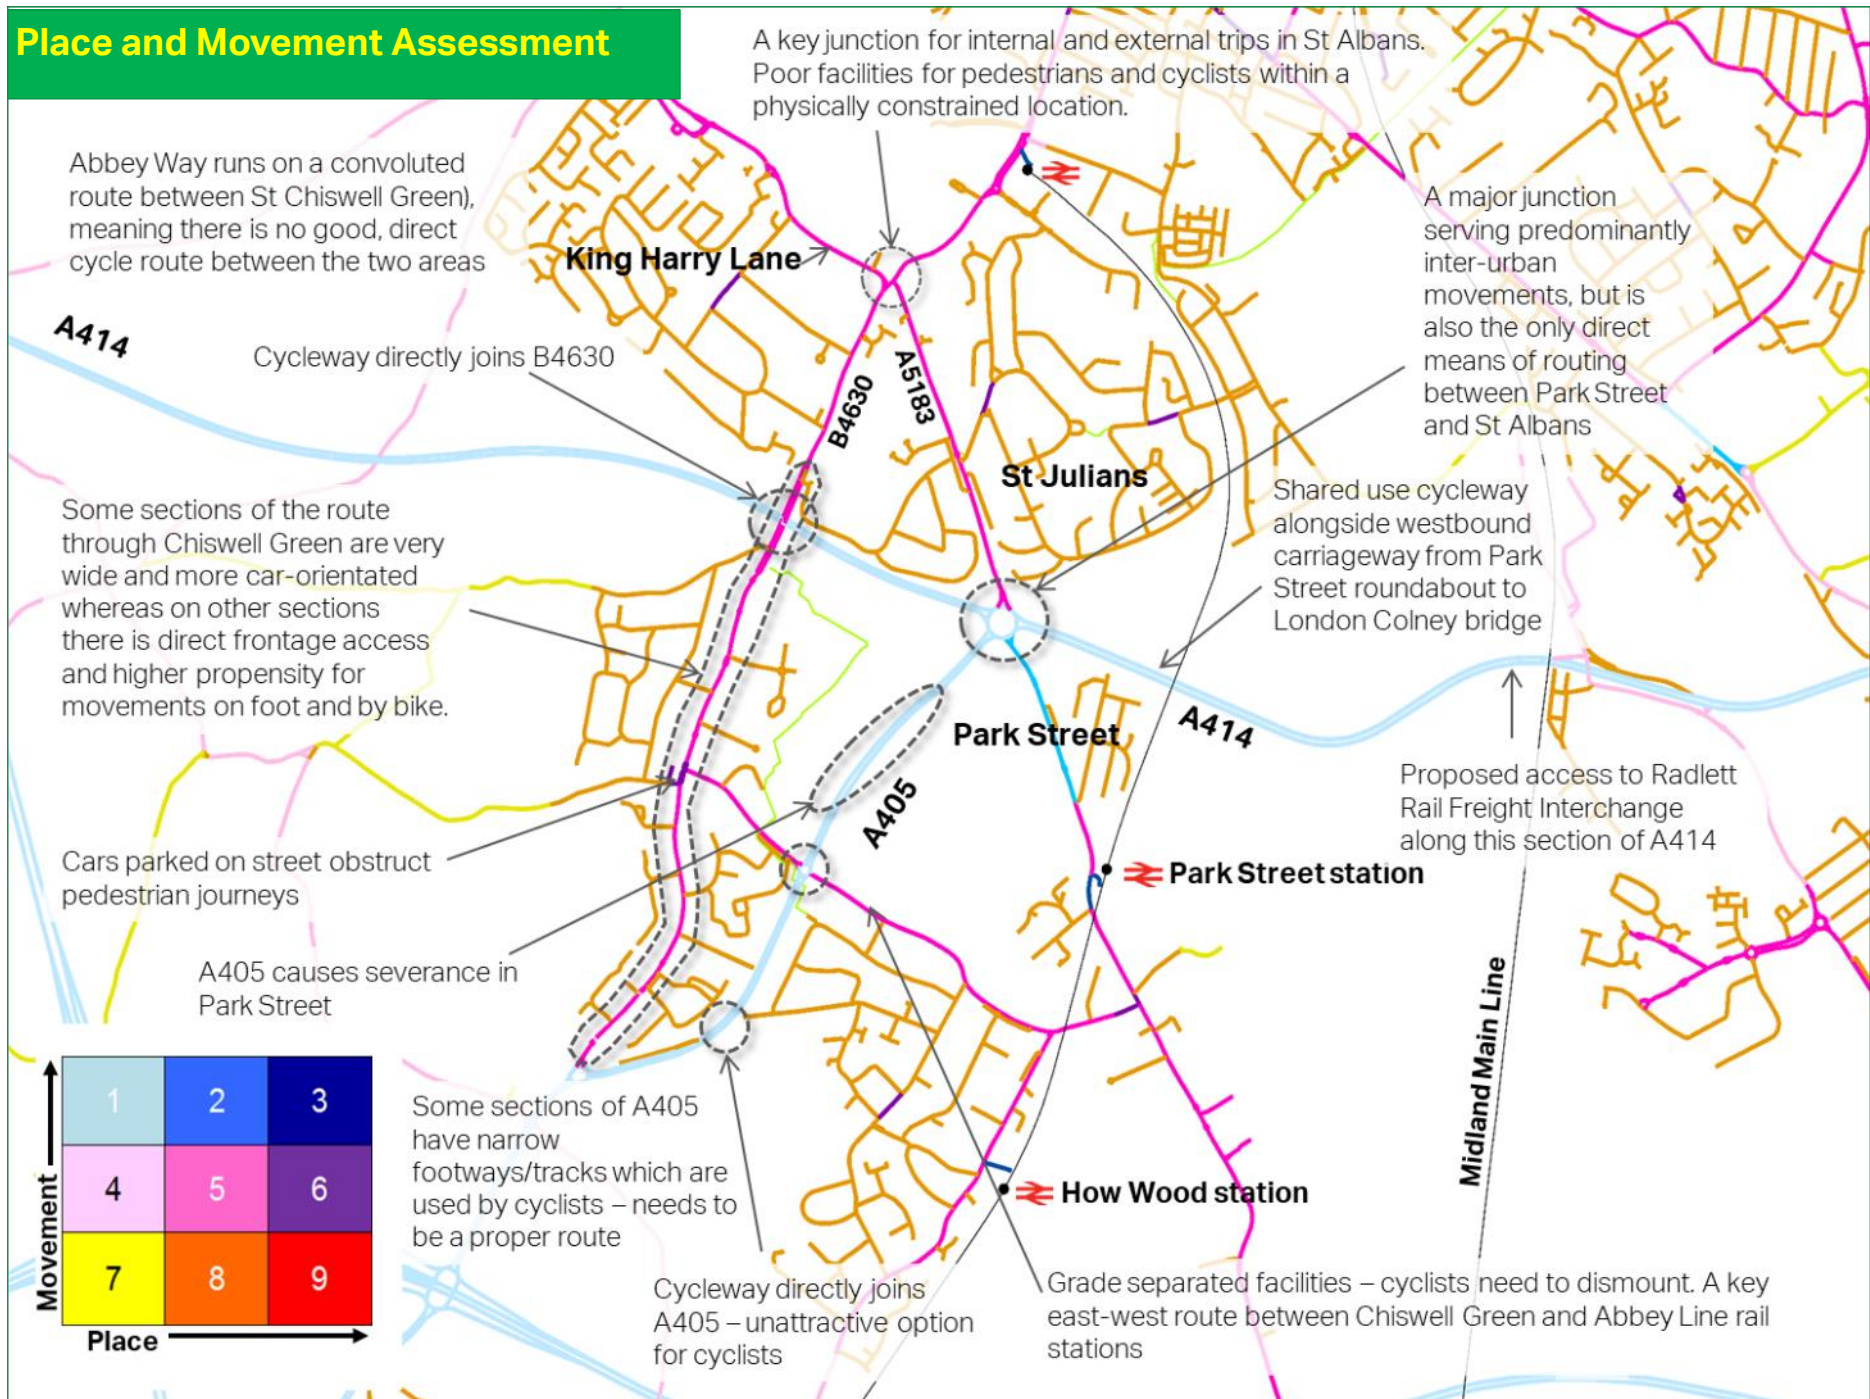 Place and Movement Assessment
A key junction for internal and external trips in St Albans.
Poor facilities for pedestrians and cyclists within a
physically constrained location.
Abbey Way runs on a convoluted
route between St Chiswell Green),
meaning there is no good, direct
cycle route between the two areas
King Harry Lane
A major junction
serving predominantly
inter-urban
movements, but is
also the only direct
means of routing
between Park Street
and St Albans
A414
Cycleway directly joins B4630
B4630
A5183
St Julians
Some sections of the route
through Chiswell Green are very
wide and more car-orientated
whereas on other sections
there is direct frontage access
and higher propensity for
movements on foot and by bike.
Shared use cycleway
alongside westbound
carriageway from Park
Street roundabout to
London Colney bridge
Park Street
A414
A405
Proposed access to Radlett
Rail Freight Interchange
along this section of A414
Cars parked on street obstruct
pedestrian journeys
Park Street station
A405 causes severance in
Park Street
Midland Main Line
Movement
1 2 3
4 5 6
7 8 9
Place
Some sections of A405
have narrow
footways/tracks which are
used by cyclists – needs to
be a proper route
How Wood station
Cycleway directly joins
A405 – unattractive option
for cyclists
Grade separated facilities – cyclists need to dismount. A key
east-west route between Chiswell Green and Abbey Line rail
stations